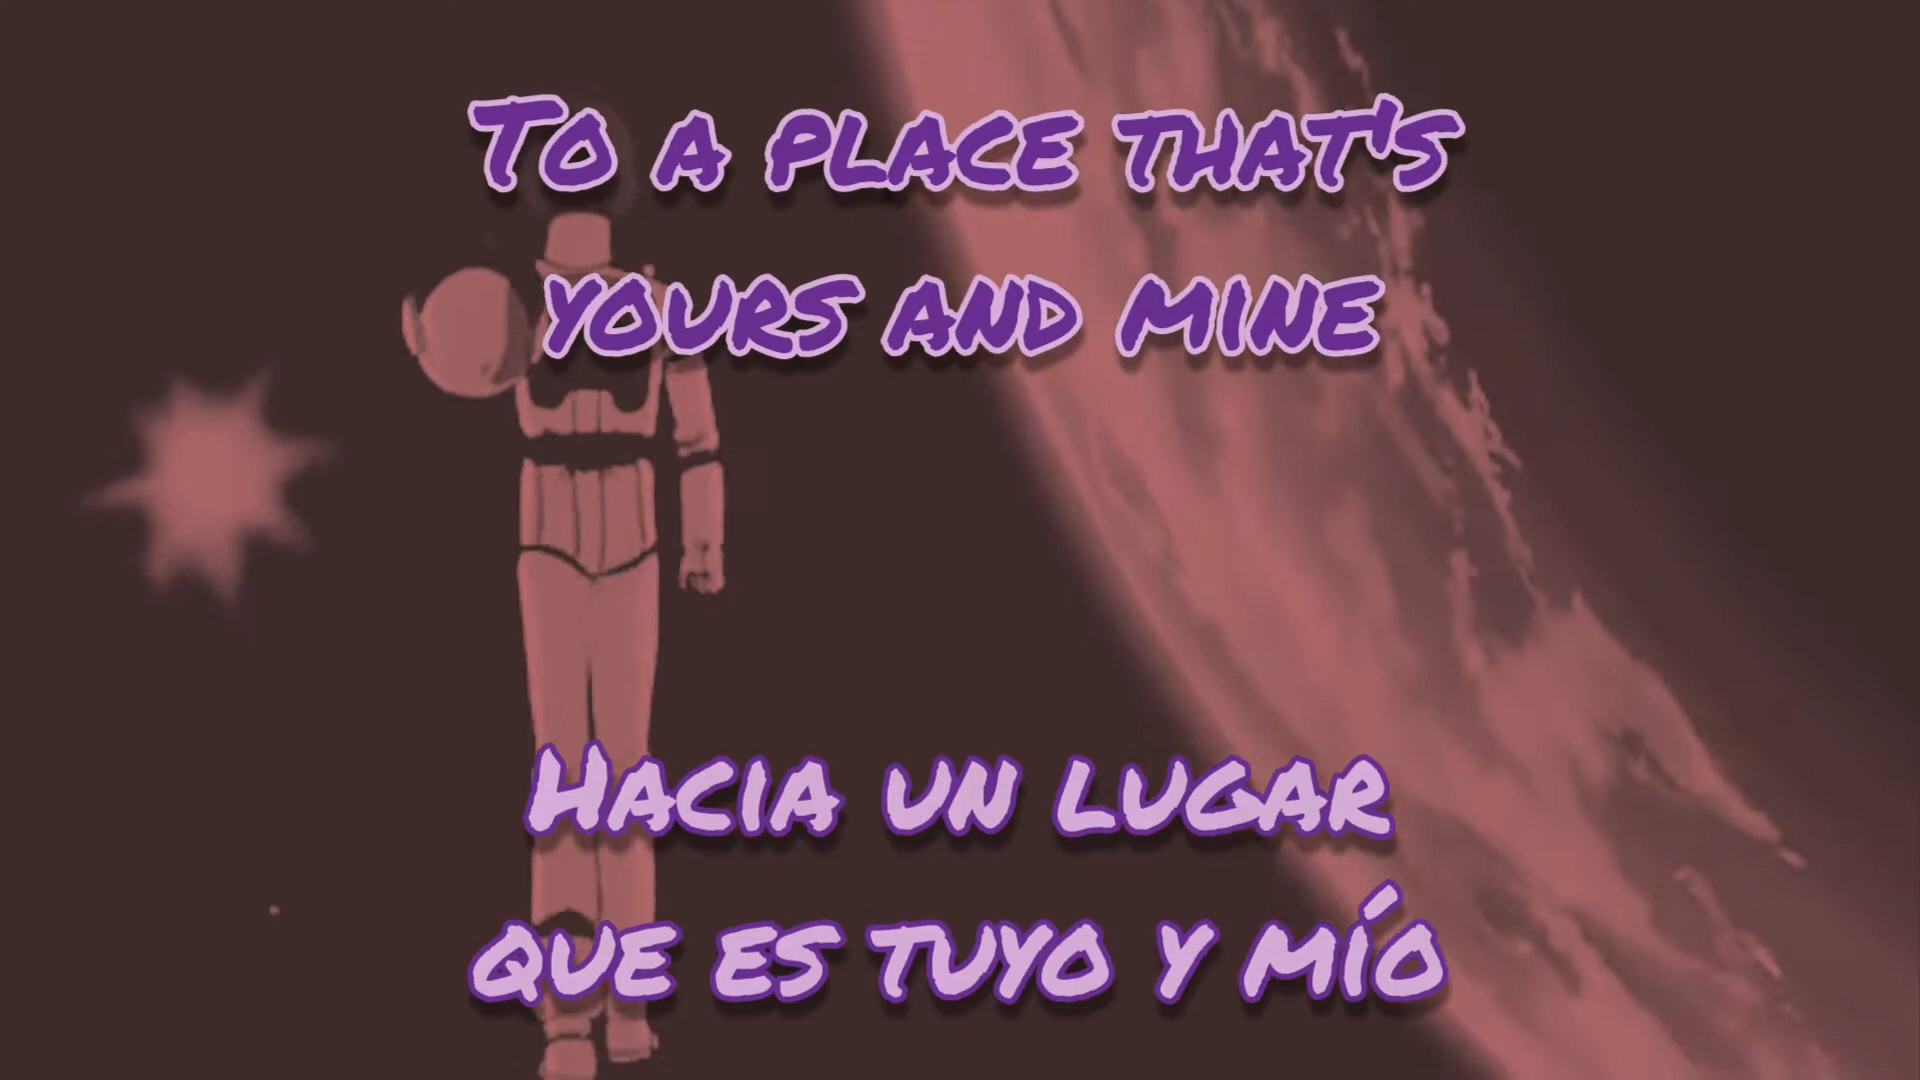 To a place that's
yours and mine
Hacia un lugar
que es tuyo y mío